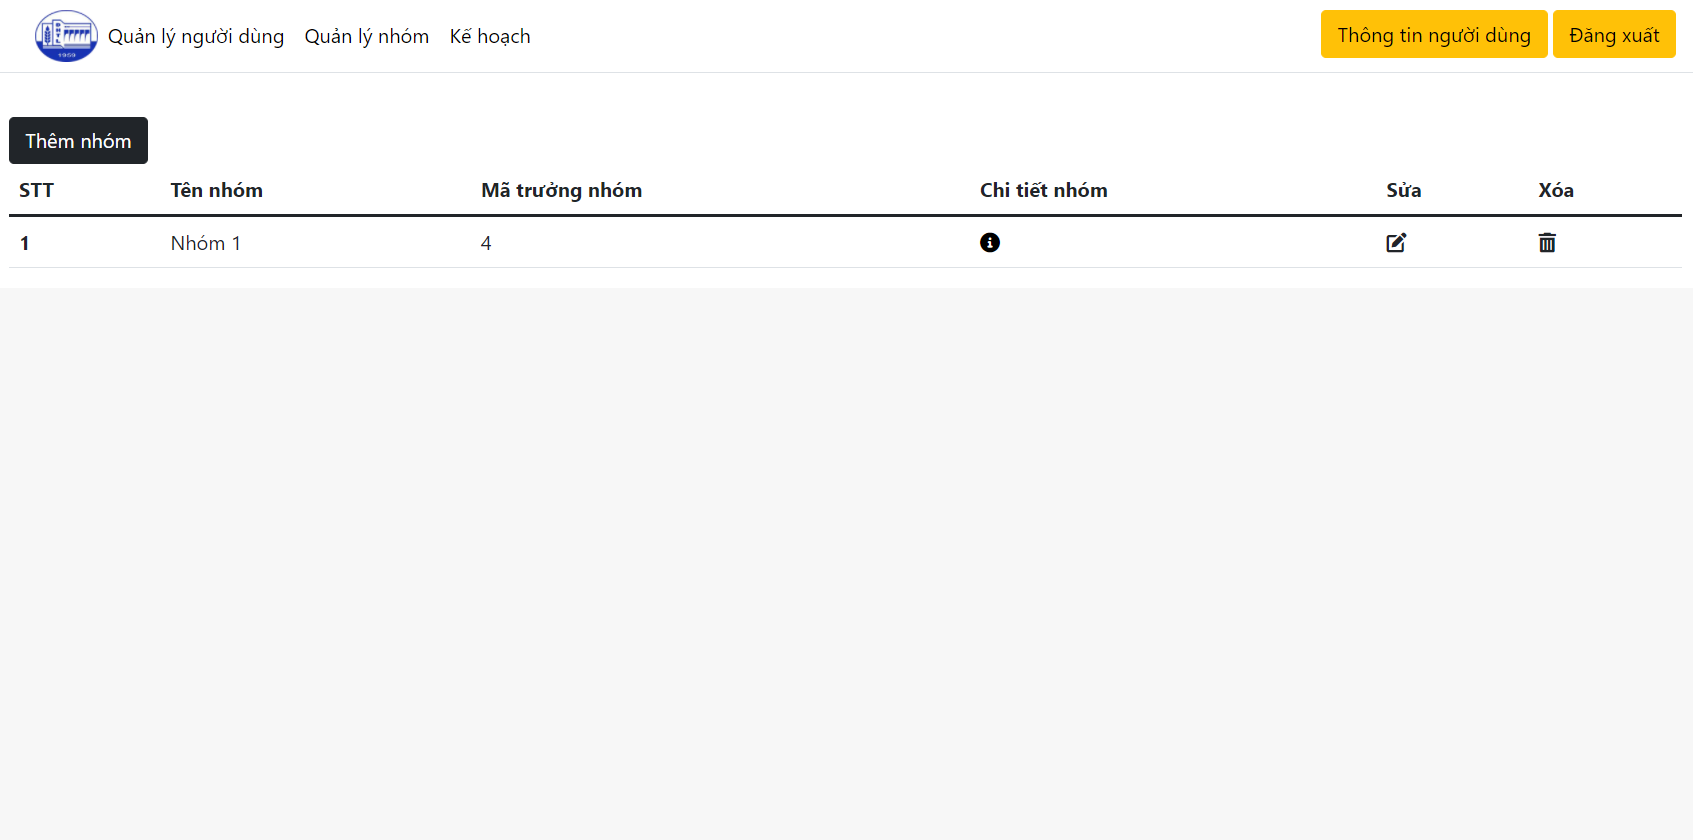 1959 Quản lý người dùng Quản lý nhóm Kế hoạch Thông tin người dùng Đăng xuất
Thêm nhóm
STT Tên nhóm Mã trưởng nhóm Chi tiết nhóm Sửa Xóa
1 Nhóm 1 4